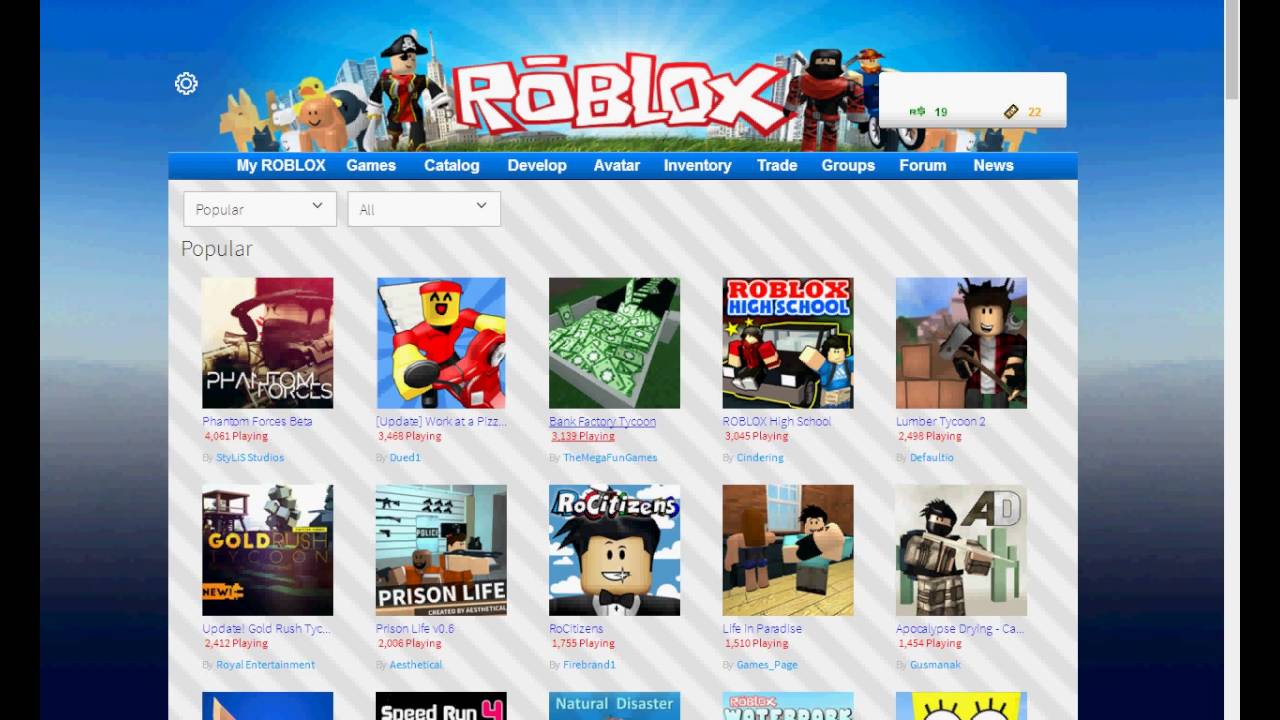 RŌBLOX
R$ 19 22
My ROBLOX Games Catalog Develop Avatar Inventory Trade Groups Forum News
Popular All
Popular
PHANTOM
FORCES
ROBLOX
HIGH SCHOOL
Phantom Forces Beta
4,061 Playing
By StyLiS Studios
[Update] Work at a Pizz...
3,468 Playing
By Dued1
Bank Factory Tycoon
3,139 Playing
By TheMegaFunGames
ROBLOX High School
3,045 Playing
By Cindering
Lumber Tycoon 2
2,498 Playing
By Defaultio
GOLDRUSH
TYCOON
NEW!
POLICE
PRISON LIFE
CREATED BY AESTHETICAL
RoCitizens
AD
Update! Gold Rush Tyc...
2,412 Playing
By Royal Entertainment
Prison Life v0.6
2,006 Playing
By Aesthetical
RoCitizens
1,755 Playing
By Firebrand1
Life in Paradise
1,510 Playing
By Games_Page
Apocalypse Drying - Ca...
1,454 Playing
By Gusmanak
Speed Run 4
Natural Disaster
ROBLOX
WATERPARK